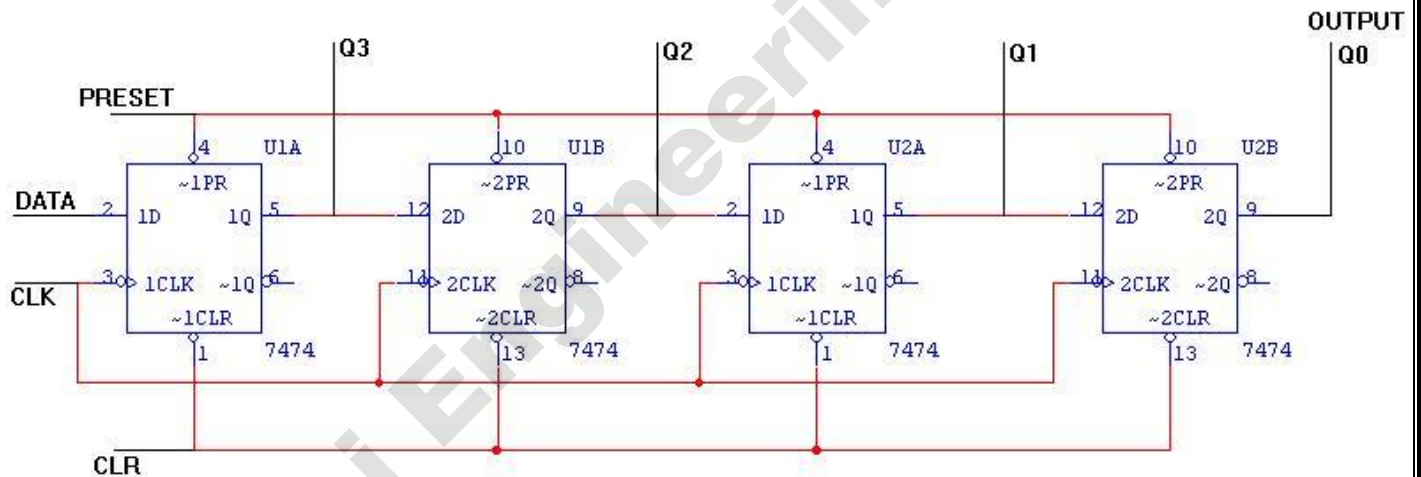 OUTPUT
Q3
Q2
Q1
Q0
PRESET
4 U1A
10 U1B
4 U2A
10 U2B
~1PR
~2PR
~1PR
~2PR
DATA
2 1D 1Q 5
12 2D 2Q 9
2 1D 1Q 5
12 2D 2Q 9
CLK
3 1CLK ~1Q 6
11 2CLK ~2Q 8
3 1CLK ~1Q 6
11 2CLK ~2Q 8
~1CLR
~2CLR
~1CLR
~2CLR
1 7474
13 7474
1 7474
13 7474
CLR
i Engineerin